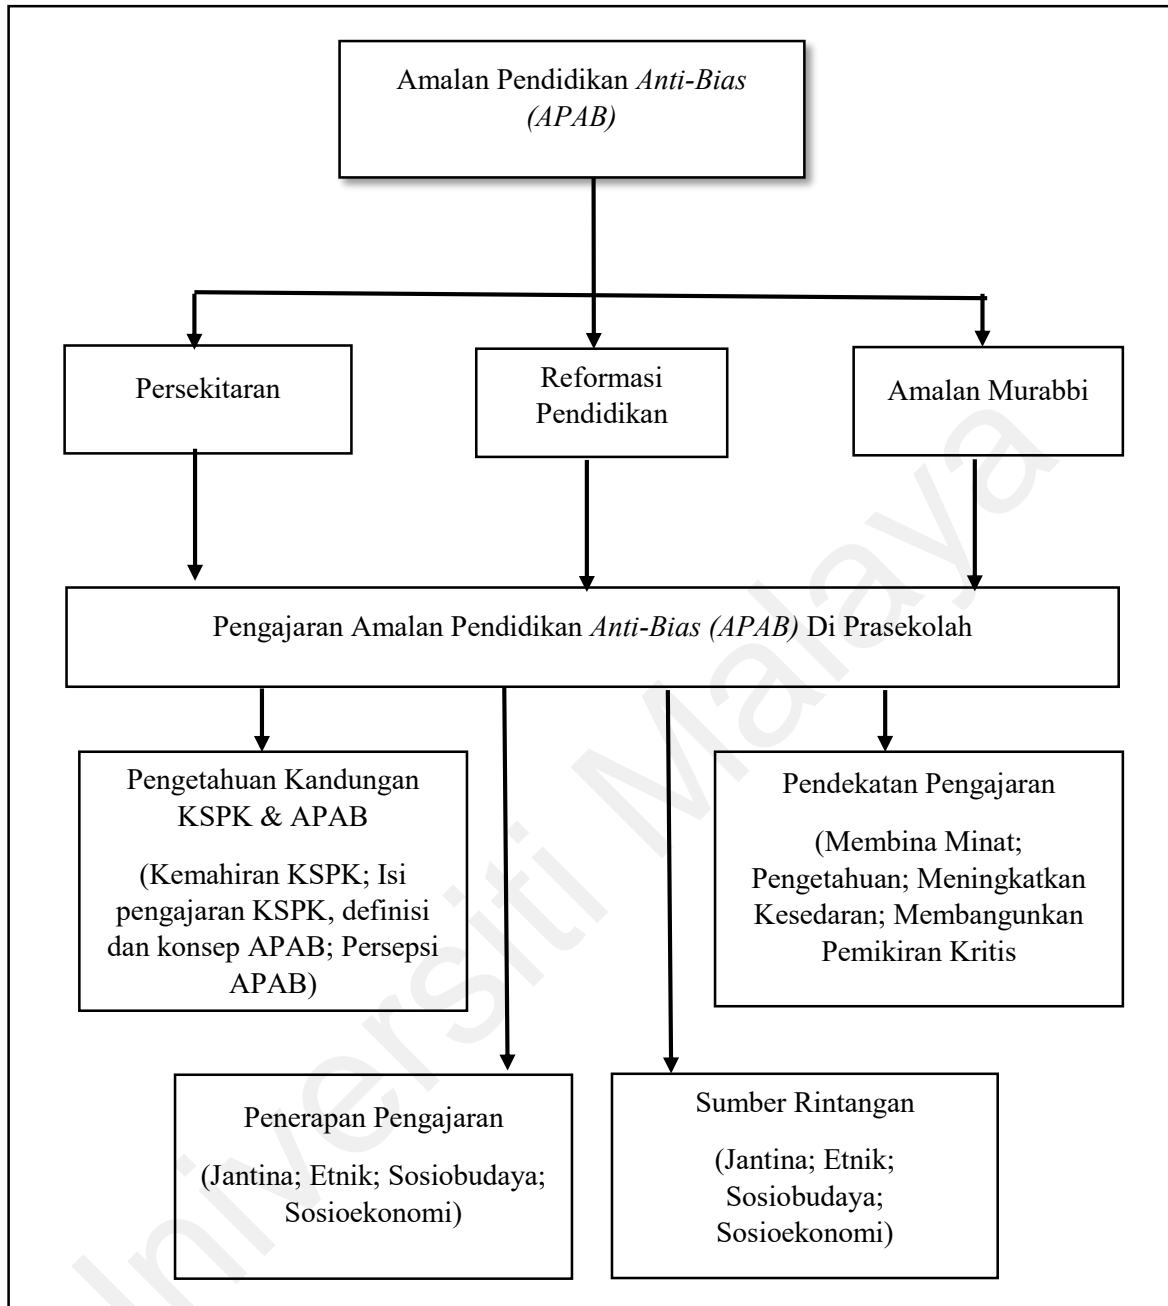 Amalan Pendidikan Anti-Bias
(APAB)
Persekitaran
Reformasi
Pendidikan
Amalan Murabbi
Pengajaran Amalan Pendidikan Anti-Bias (APAB) Di Prasekolah
Pengetahuan Kandungan
KSPK & APAB
(Kemahiran KSPK; Isi
pengajaran KSPK, definisi
dan konsep APAB; Persepsi
APAB)
Pendekatan Pengajaran
(Membina Minat;
Pengetahuan; Meningkatkan
Kesedaran; Membangunkan
Pemikiran Kritis
Penerapan Pengajaran
(Jantina; Etnik; Sosiobudaya;
Sosioekonomi)
Sumber Rintangan
(Jantina; Etnik;
Sosiobudaya;
Sosioekonomi)
University Malaya